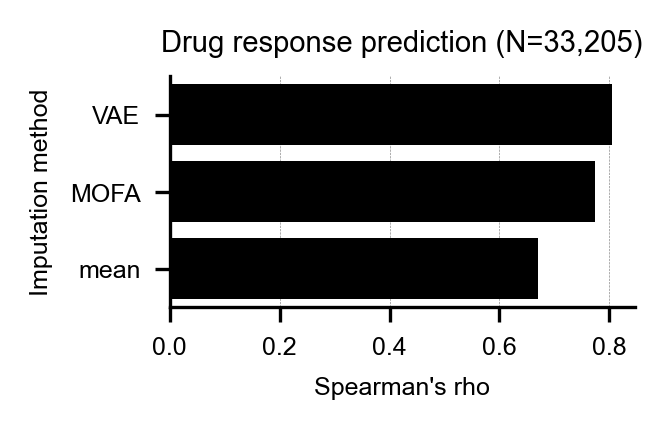 Drug response prediction (N=33,205)
Imputation method
VAE
MOFA
mean
0.0 0.2 0.4 0.6 0.8
Spearman's rho